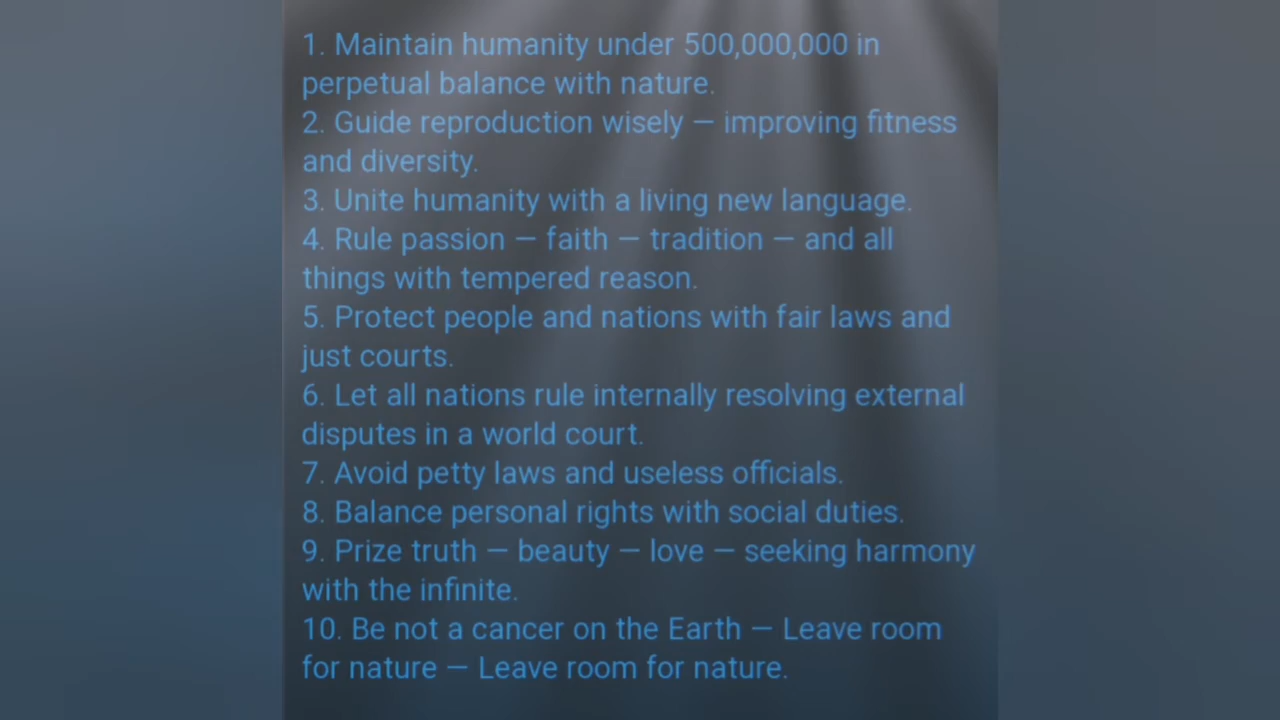 1. Maintain humanity under 500,000,000 in
perpetual balance with nature.
2. Guide reproduction wisely — improving fitness
and diversity.
3. Unite humanity with a living new language.
4. Rule passion — faith — tradition — and all
things with tempered reason.
5. Protect people and nations with fair laws and
just courts.
6. Let all nations rule internally resolving external
disputes in a world court.
7. Avoid petty laws and useless officials.
8. Balance personal rights with social duties.
9. Prize truth — beauty — love — seeking harmony
with the infinite.
10. Be not a cancer on the Earth — Leave room
for nature — Leave room for nature.